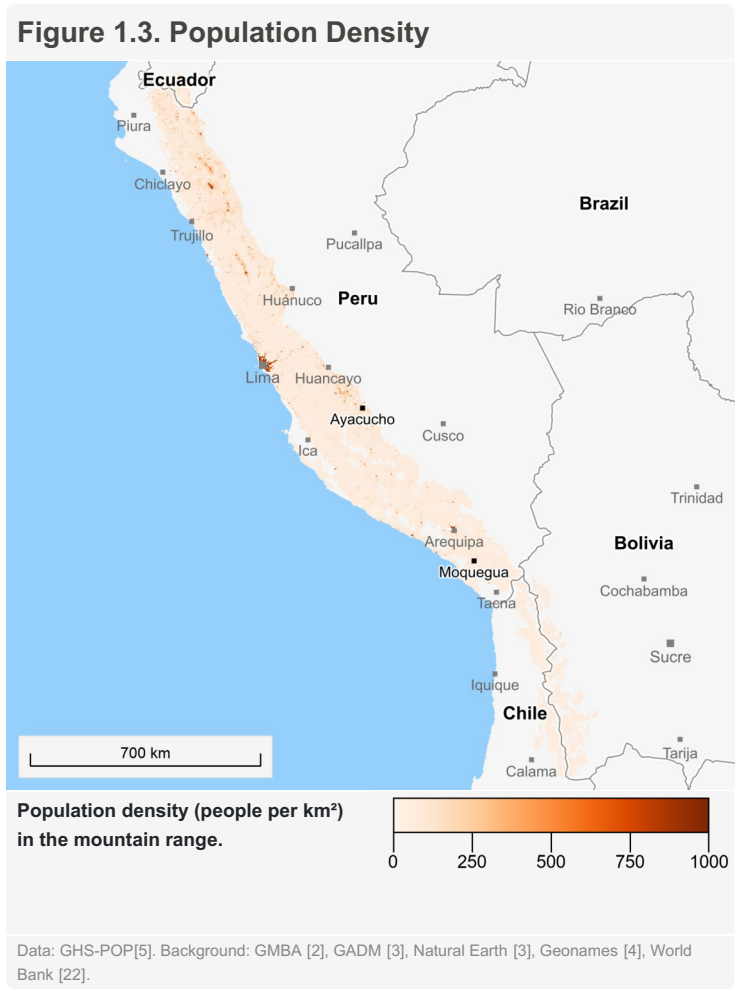 Figure 1.3. Population Density
Ecuador
Piura
Chiclayo
Brazil
Trujillo
Pucallpa
Huánuco
Peru
Rio Branco
Lima
Huancayo
Ayacucho
Cusco
Ica
Trinidad
Arequipa
Bolivia
Moquegua
Cochabamba
Tacna
Sucre
Iquique
Chile
700 km
Tarija
Calama
Population density (people per km²)
in the mountain range.
0 250 500 750 1000
Data: GHS-POP[5]. Background: GMBA [2], GADM [3], Natural Earth [3], Geonames [4], World
Bank [22].